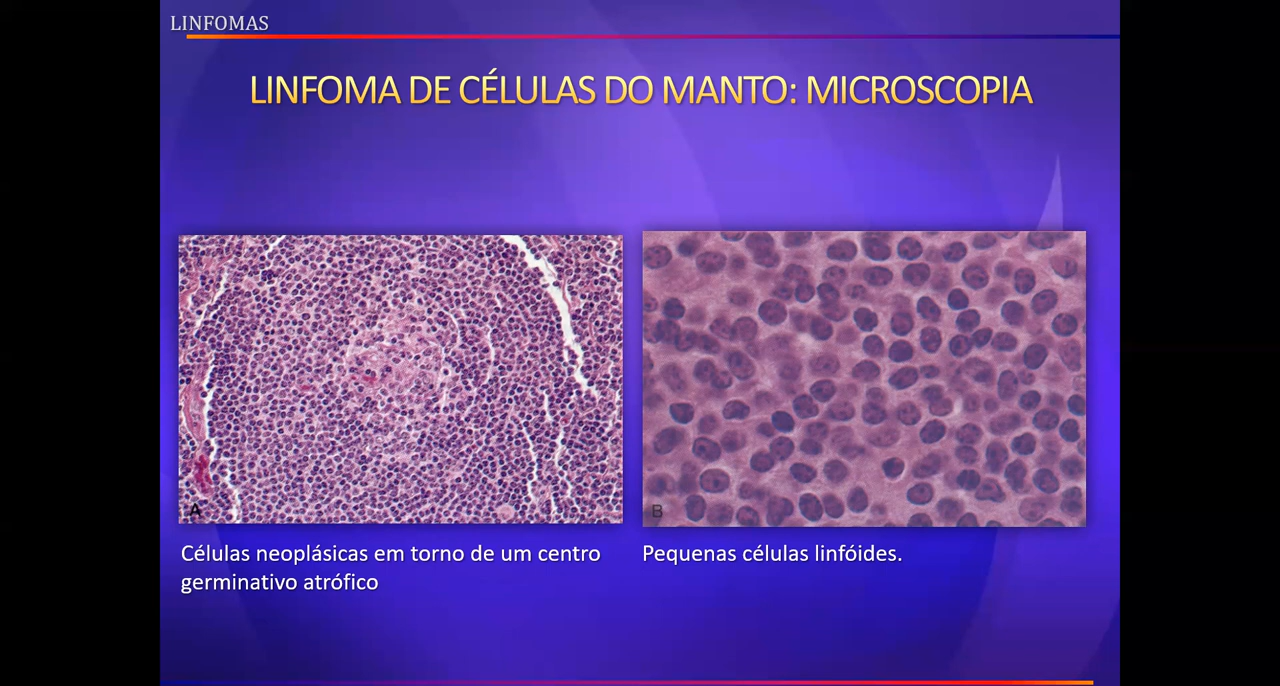 LINFOMAS
LINFOMA DE CÉLULAS DO MANTO: MICROSCOPIA
A
B
Células neoplásicas em torno de um centro
germinativo atrófico
Pequenas células linfóides.